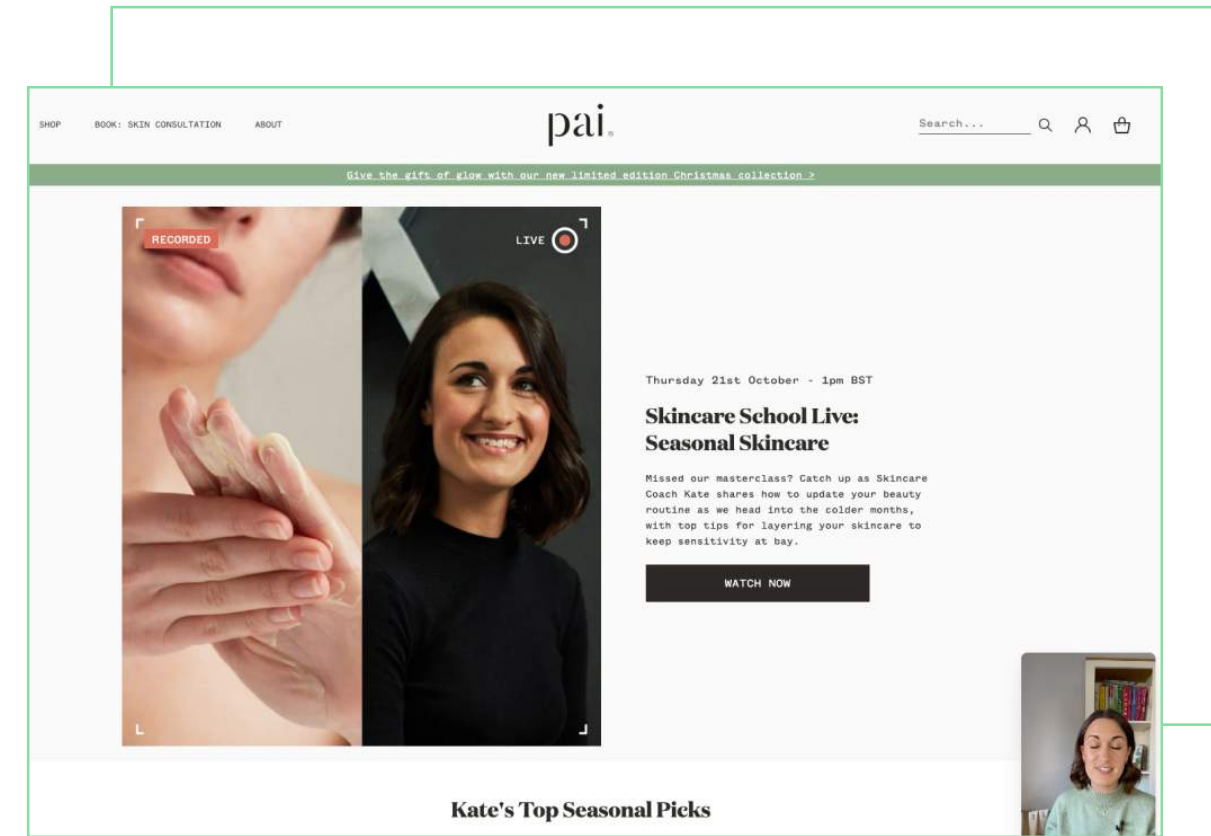 SHOP BOOK: SKIN CONSULTATION ABOUT
pai.
Search...
Give the gift of glow with our new limited edition Christmas collection >
RECORDED
LIVE
Thursday 21st October - 1pm BST
Skincare School Live:
Seasonal Skincare
Missed our masterclass? Catch up as Skincare
Coach Kate shares how to update your beauty
routine as we head into the colder months,
with top tips for layering your skincare to
keep sensitivity at bay.
WATCH NOW
Kate's Top Seasonal Picks